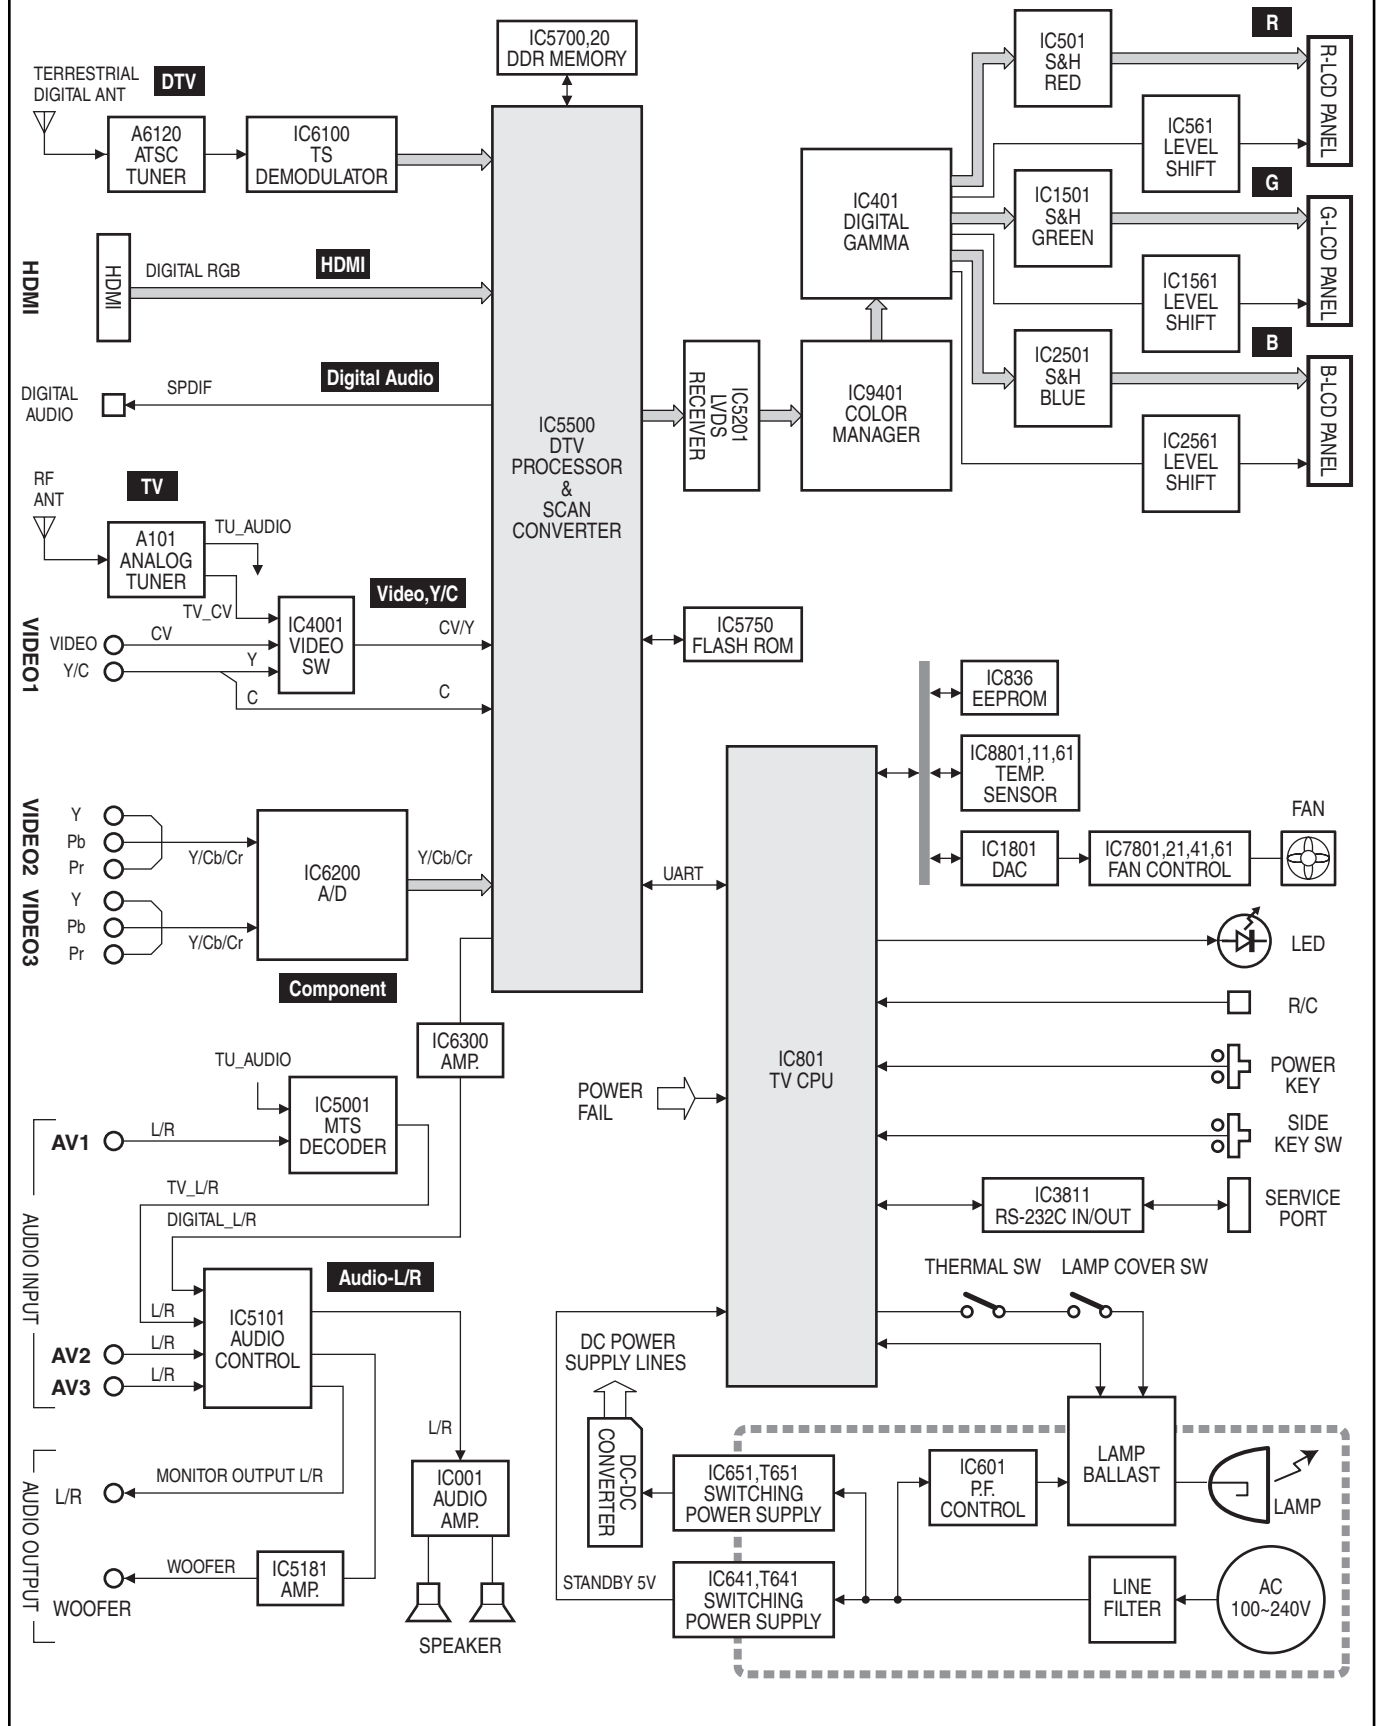 IC5700,20
DDR MEMORY
TERRESTRIAL
DIGITAL ANT
DTV
A6120
ATSC
TUNER
IC6100
TS
DEMODULATOR
HDMI
HDMI
DIGITAL RGB
HDMI
DIGITAL
AUDIO
SPDIF
Digital Audio
IC5500
DTV
PROCESSOR
&
SCAN
CONVERTER
IC5201
LVDS
RECEIVER
IC9401
COLOR
MANAGER
IC401
DIGITAL
GAMMA
IC501
S&H
RED
R
R-LCD PANEL
IC561
LEVEL
SHIFT
IC1501
S&H
GREEN
G
G-LCD PANEL
IC1561
LEVEL
SHIFT
IC2501
S&H
BLUE
B
B-LCD PANEL
IC2561
LEVEL
SHIFT
RF
ANT
TV
A101
ANALOG
TUNER
TU_AUDIO
TV_CV
VIDEO1
VIDEO
Y/C
CV
Y
C
IC4001
VIDEO
SW
Video,Y/C
CV/Y
C
IC5750
FLASH ROM
VIDEO2
Y
Pb
Pr
Y/Cb/Cr
VIDEO3
Y
Pb
Pr
Y/Cb/Cr
IC6200
A/D
Y/Cb/Cr
Component
UART
IC801
TV CPU
IC836
EEPROM
IC8801,11,61
TEMP.
SENSOR
IC1801
DAC
IC7801,21,41,61
FAN CONTROL
FAN
LED
R/C
POWER
KEY
SIDE
KEY SW
IC3811
RS-232C IN/OUT
SERVICE
PORT
POWER
FAIL
IC6300
AMP.
TU_AUDIO
IC5001
MTS
DECODER
AV1
L/R
TV_L/R
DIGITAL_L/R
AUDIO INPUT
L/R
AV2
L/R
AV3
L/R
IC5101
AUDIO
CONTROL
Audio-L/R
L/R
IC001
AUDIO
AMP.
SPEAKER
AUDIO OUTPUT
L/R
MONITOR OUTPUT L/R
WOOFER
WOOFER
IC5181
AMP.
THERMAL SW
LAMP COVER SW
DC POWER
SUPPLY LINES
DC-DC
CONVERTER
IC651,T651
SWITCHING
POWER SUPPLY
STANDBY 5V
IC641,T641
SWITCHING
POWER SUPPLY
IC601
P.F.
CONTROL
LAMP
BALLAST
LAMP
LINE
FILTER
AC
100~240V